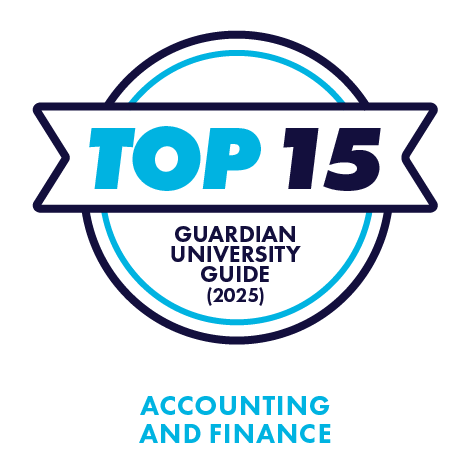 TOP 15
GUARDIAN
UNIVERSITY
GUIDE
(2025)
ACCOUNTING
AND FINANCE